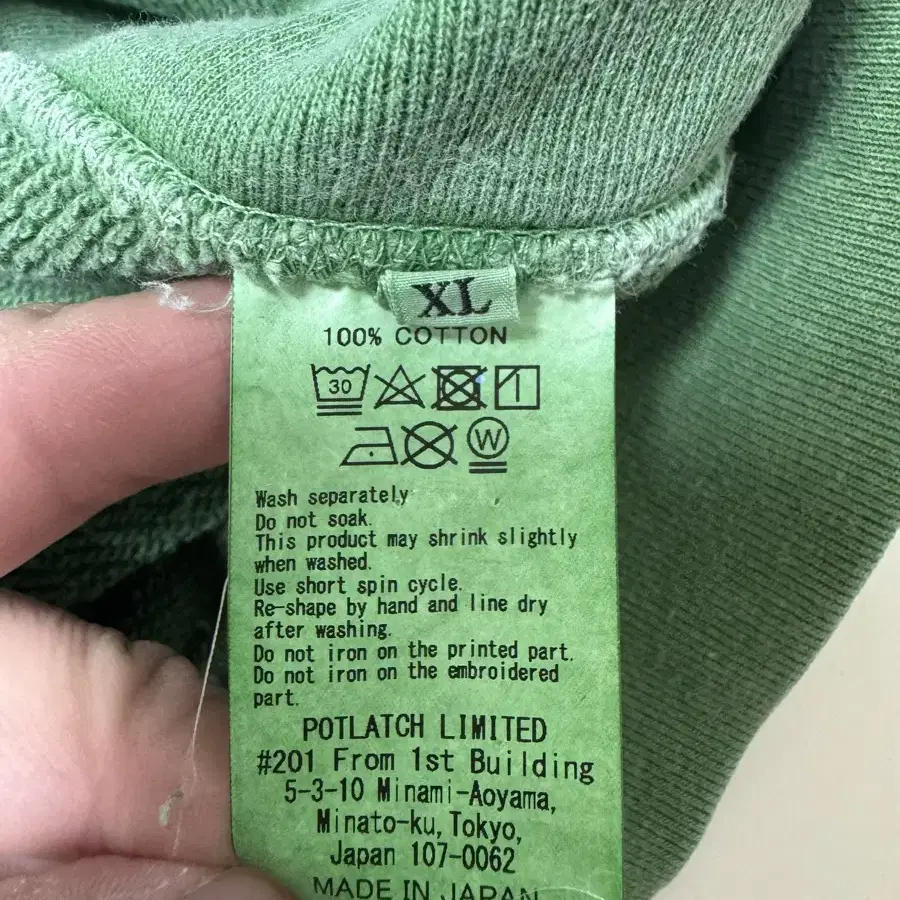 XL
100% COTTON
30
W
Wash separately
Do not soak.
This product may shrink slightly
when washed.
Use short spin cycle.
Re-shape by hand and line dry
after washing.
Do not iron on the printed part.
Do not iron on the embroidered
part.
POTLATCH LIMITED
#201 From 1st Building
5-3-10 Minami-Aoyama,
Minato-ku, Tokyo,
Japan 107-0062
MADE IN JAPAN